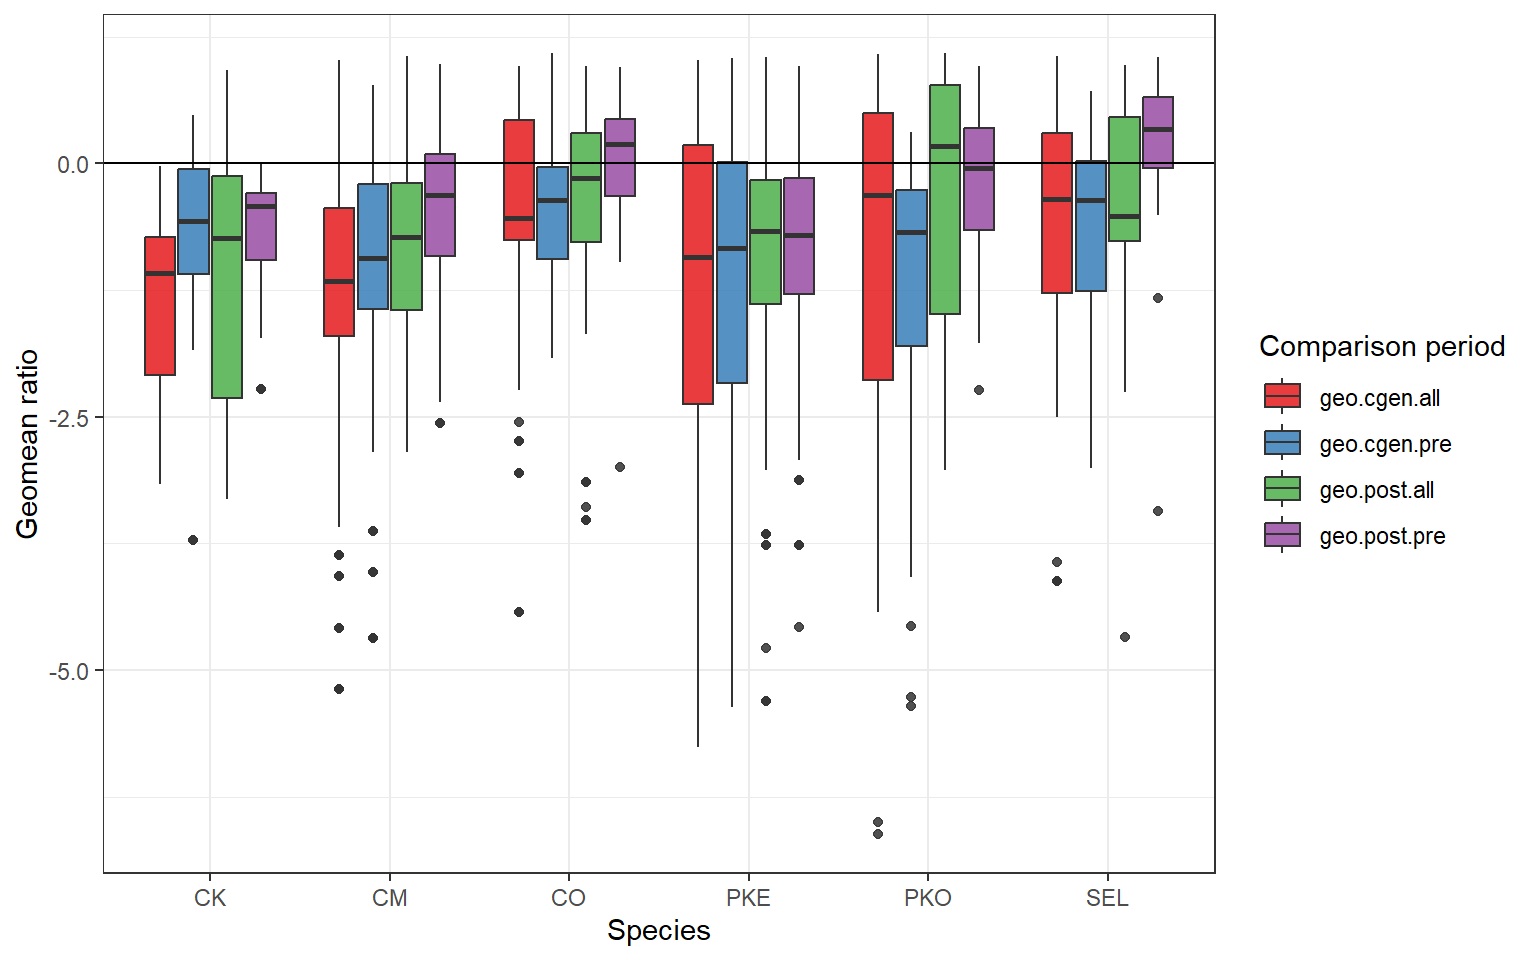 Geomean ratio
0.0
-2.5
-5.0
CK
CM
CO
PKE
PKO
SEL
Species
Comparison period
geo.cgen.all
geo.cgen.pre
geo.post.all
geo.post.pre